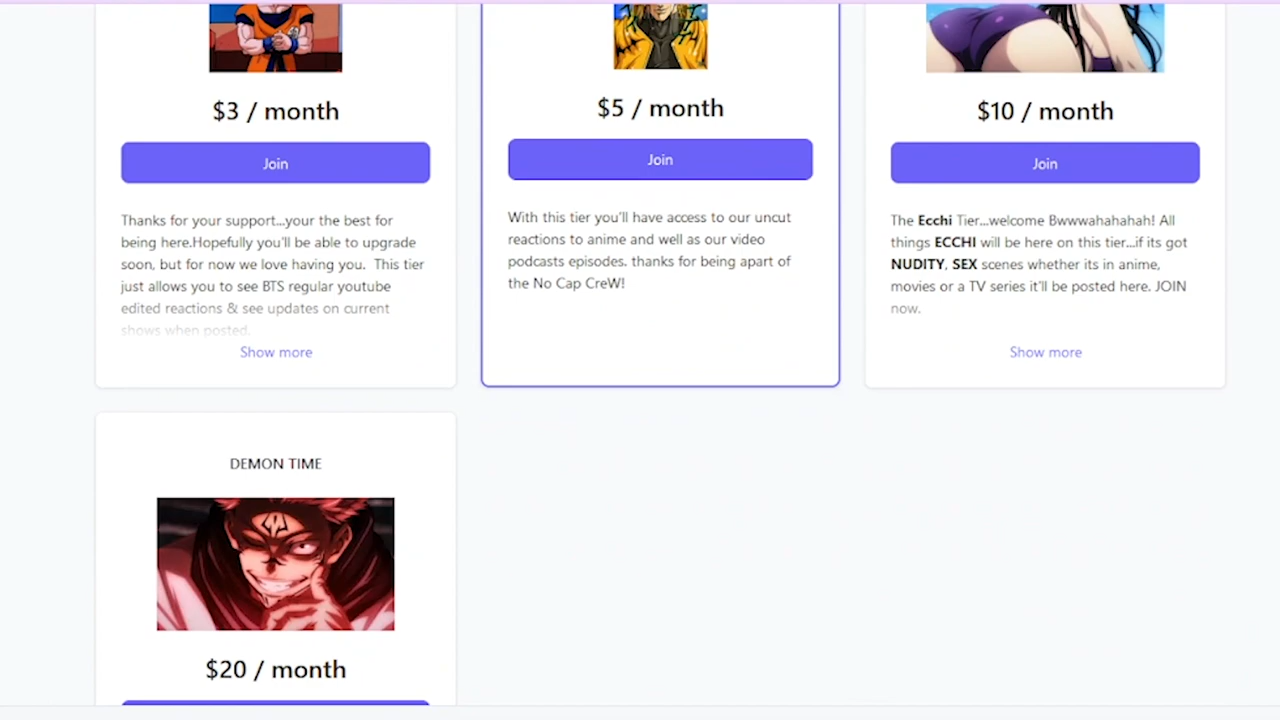 $3 / month
Join
Thanks for your support...your the best for
being here.Hopefully you'll be able to upgrade
soon, but for now we love having you.  This tier
just allows you to see BTS regular youtube
edited reactions & see updates on current
shows when posted.
Show more
$5 / month
Join
With this tier you'll have access to our uncut
reactions to anime and well as our video
podcasts episodes. thanks for being apart of
the No Cap CreW!
$10 / month
Join
The Ecchi Tier...welcome Bwwwahahahah! All
things ECCHI will be here on this tier...if its got
NUDITY, SEX scenes whether its in anime,
movies or a TV series it'll be posted here. JOIN
now.
Show more
DEMON TIME
$20 / month